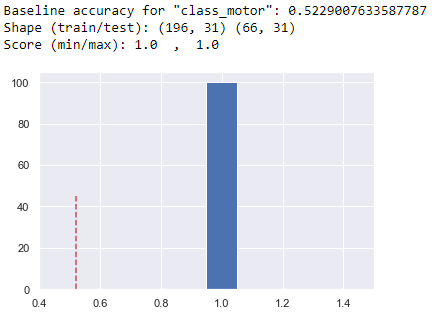 Baseline accuracy for "class_motor": 0.5229007633587787
Shape (train/test): (196, 31) (66, 31)
Score (min/max): 1.0  ,  1.0
100
80
60
40
20
0
0.4 0.6 0.8 1.0 1.2 1.4